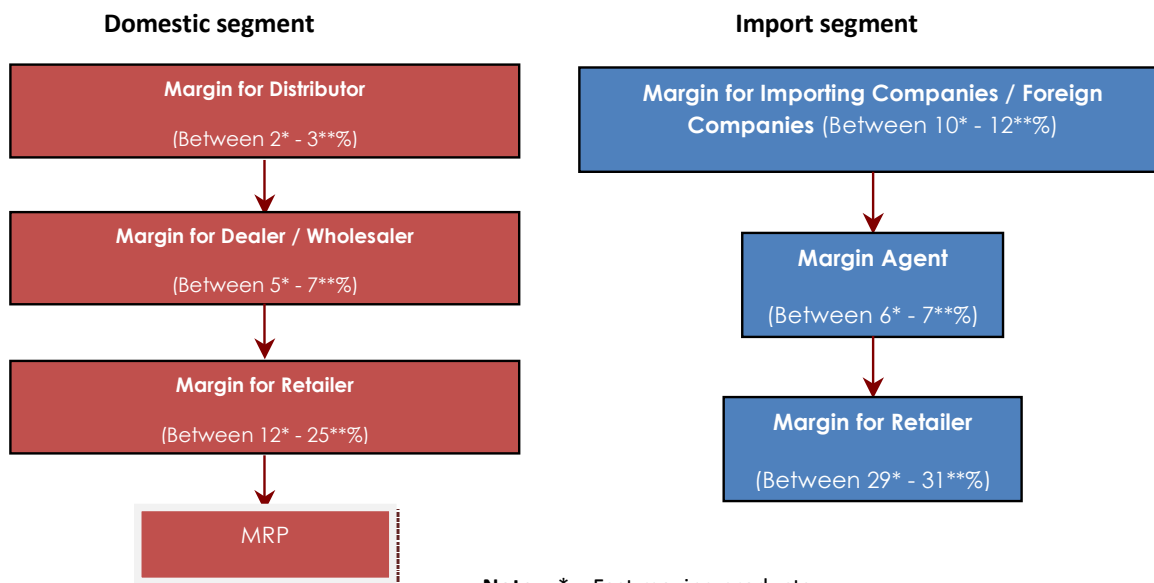 Domestic segment
Margin for Distributor
(Between 2* - 3**%)
Margin for Dealer / Wholesaler
(Between 5* - 7**%)
Margin for Retailer
(Between 12* - 25**%)
MRP
Import segment
Margin for Importing Companies / Foreign
Companies (Between 10* - 12**%)
Margin Agent
(Between 6* - 7**%)
Margin for Retailer
(Between 29* - 31**%)